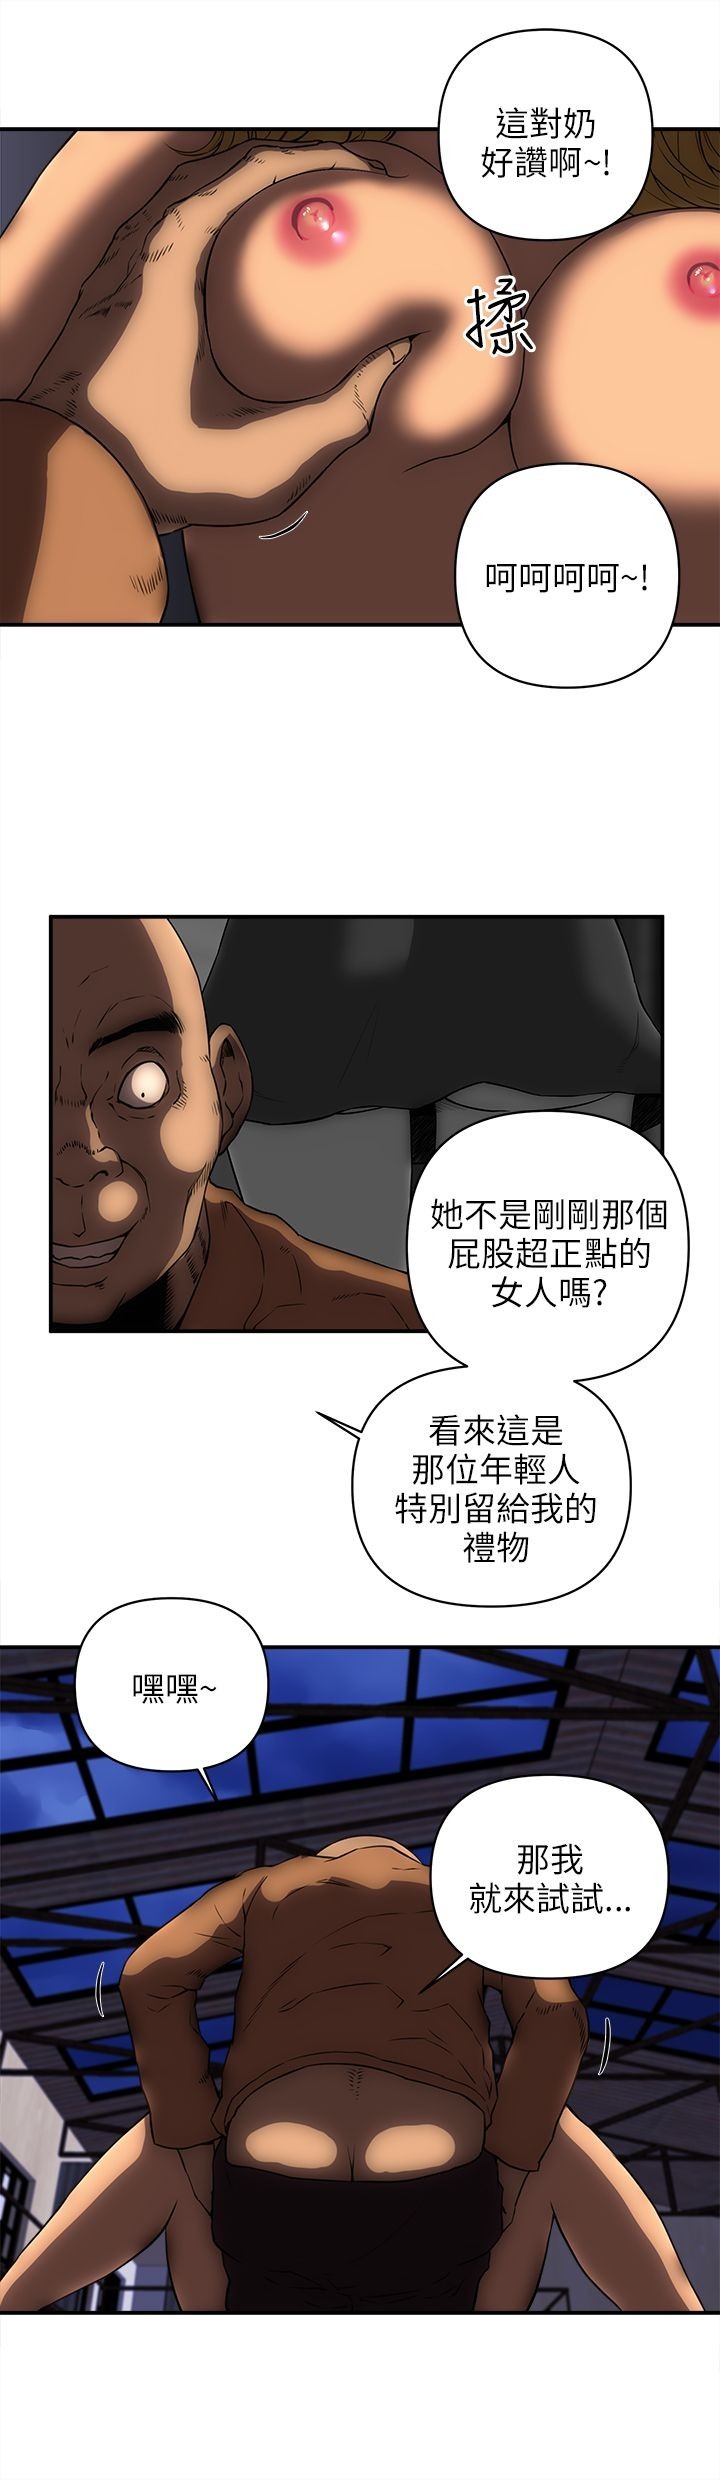 這對奶
好讚啊~!
揉
呵呵呵呵~!
她不是剛剛那個
屁股超正點的
女人嗎?
看來這是
那位年輕人
特別留給我的
禮物
嘿嘿~
那我
就來試試...